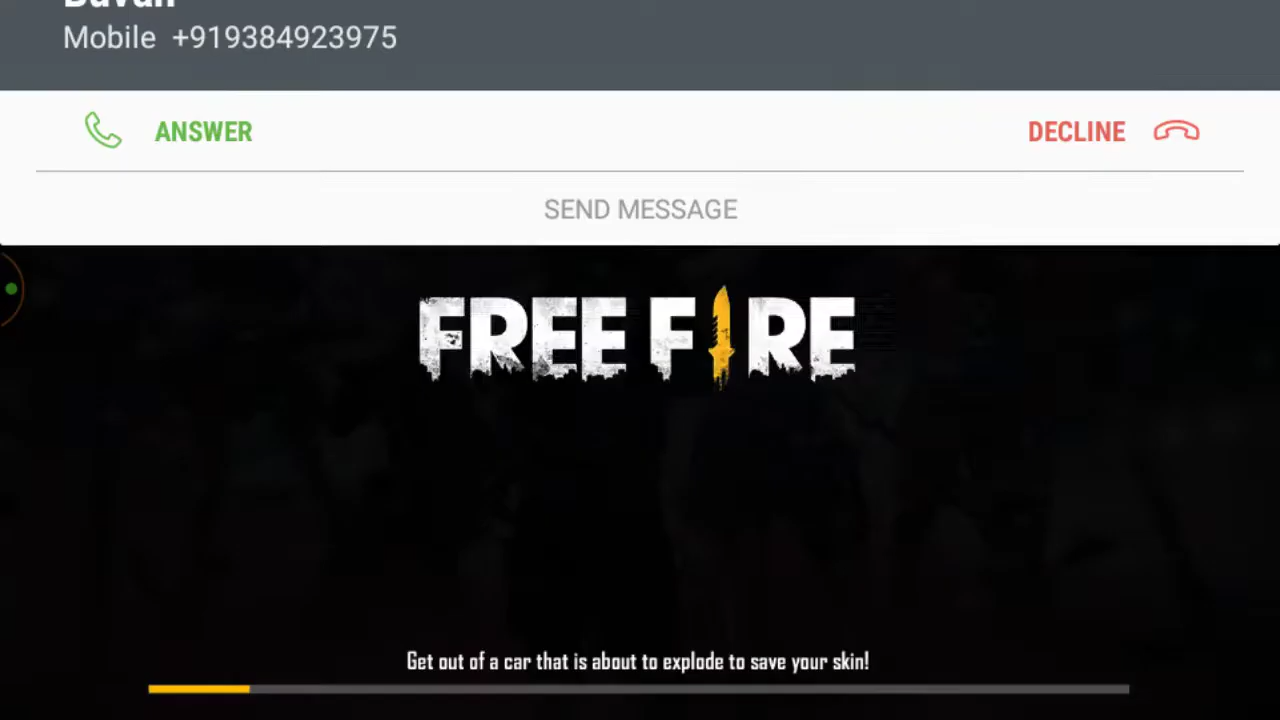 Mobile +919384923975
ANSWER
DECLINE
SEND MESSAGE
FREE FIRE
Get out of a car that is about to explode to save your skin!